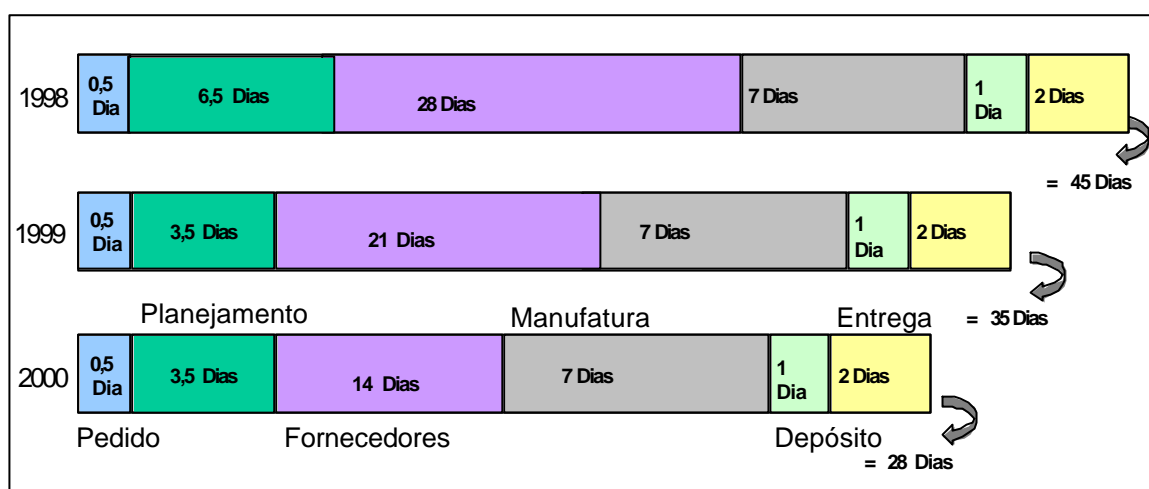 1998
0,5
Dia
6,5 Dias
28 Dias
7 Dias
1
Dia
2 Dias
= 45 Dias
1999
0,5
Dia
3,5 Dias
21 Dias
7 Dias
1
Dia
2 Dias
Planejamento
Manufatura
Entrega
= 35 Dias
2000
0,5
Dia
3,5 Dias
14 Dias
7 Dias
1
Dia
2 Dias
Pedido
Fornecedores
Depósito
= 28 Dias